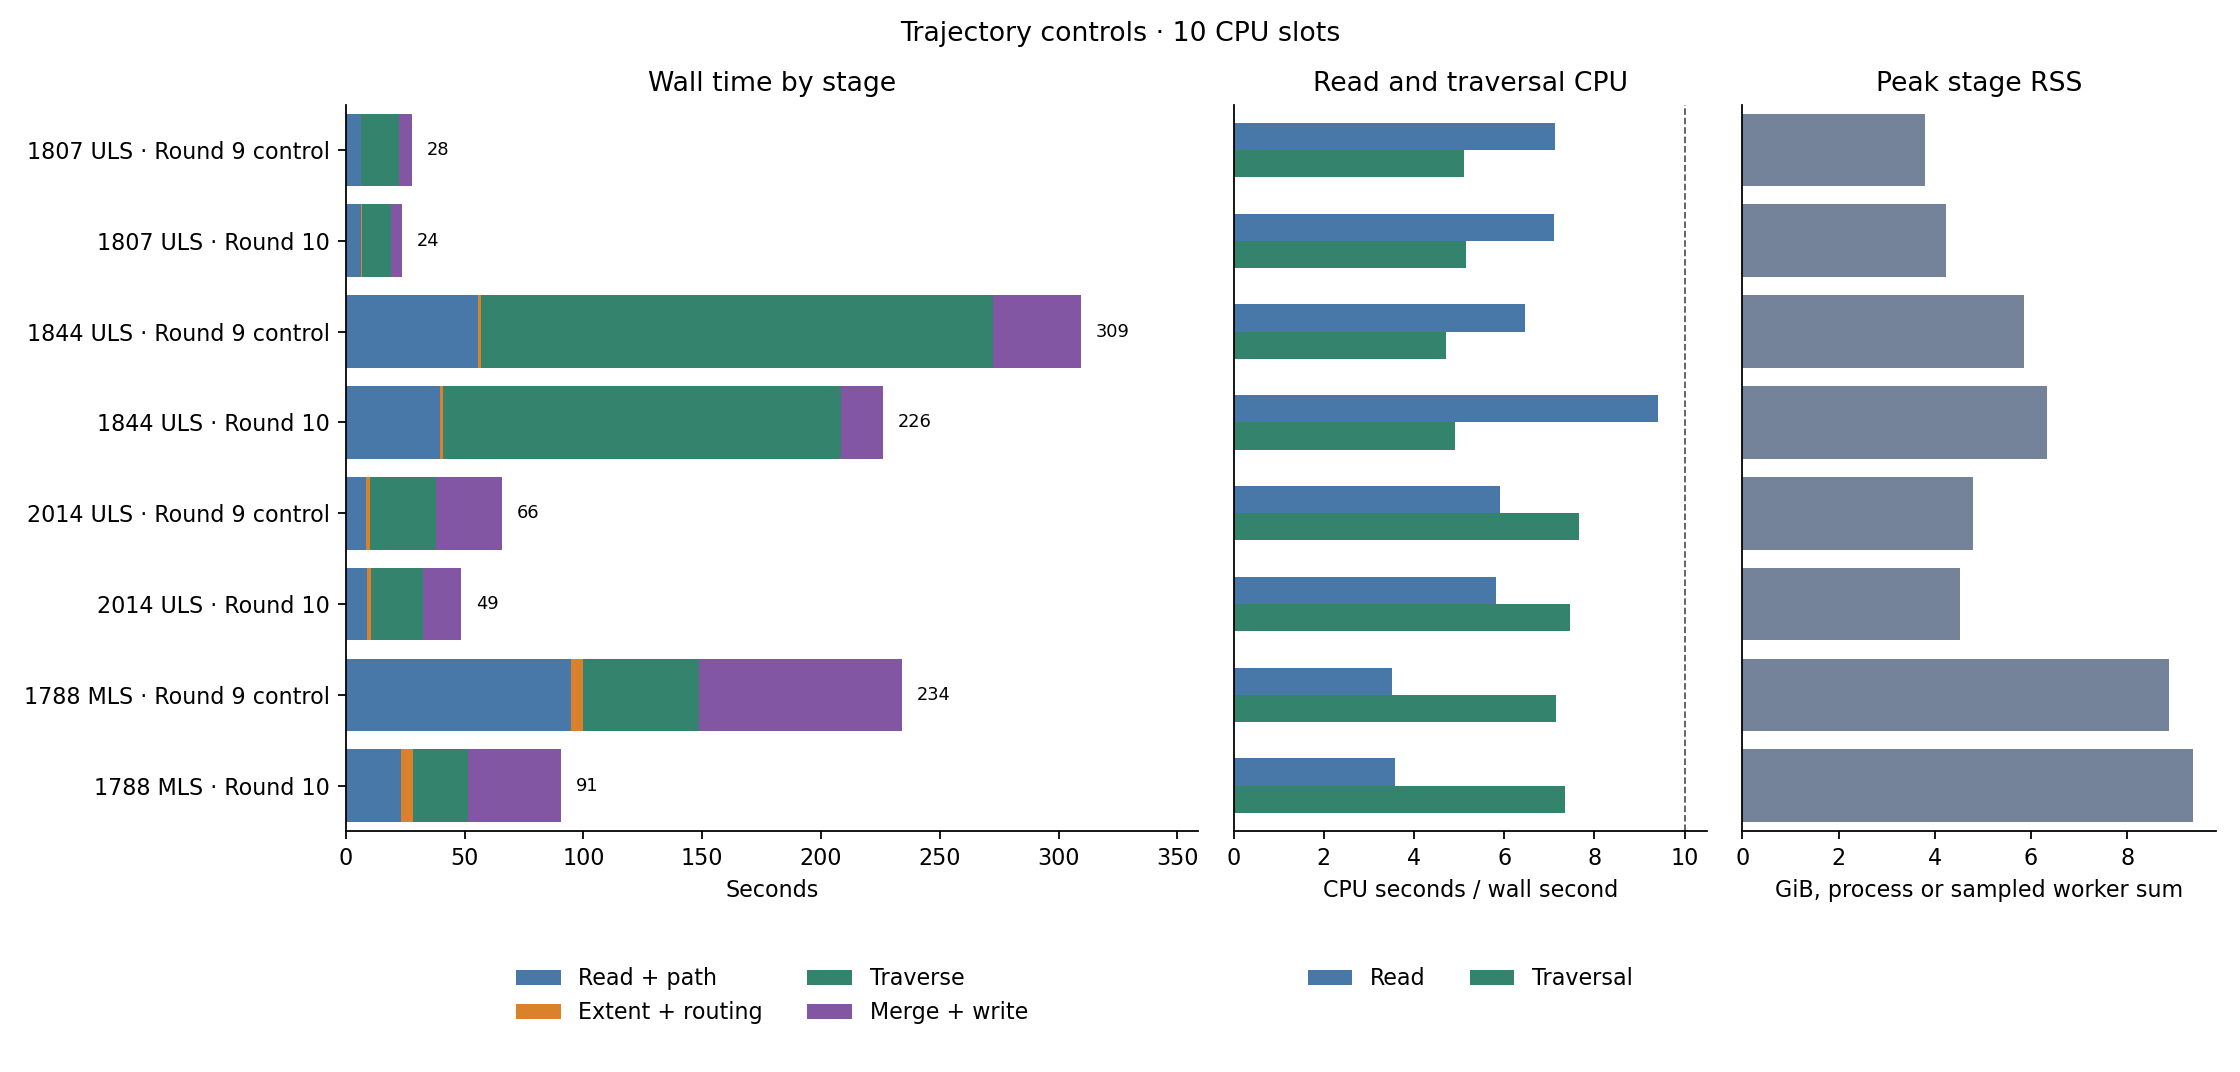 Trajectory controls · 10 CPU slots
Wall time by stage
1807 ULS · Round 9 control
28
1807 ULS · Round 10
24
1844 ULS · Round 9 control
309
1844 ULS · Round 10
226
2014 ULS · Round 9 control
66
2014 ULS · Round 10
49
1788 MLS · Round 9 control
234
1788 MLS · Round 10
91
0 50 100 150 200 250 300 350
Seconds
Read + path
Traverse
Extent + routing
Merge + write
Read and traversal CPU
0 2 4 6 8 10
CPU seconds / wall second
Read
Traversal
Peak stage RSS
0 2 4 6 8
GiB, process or sampled worker sum